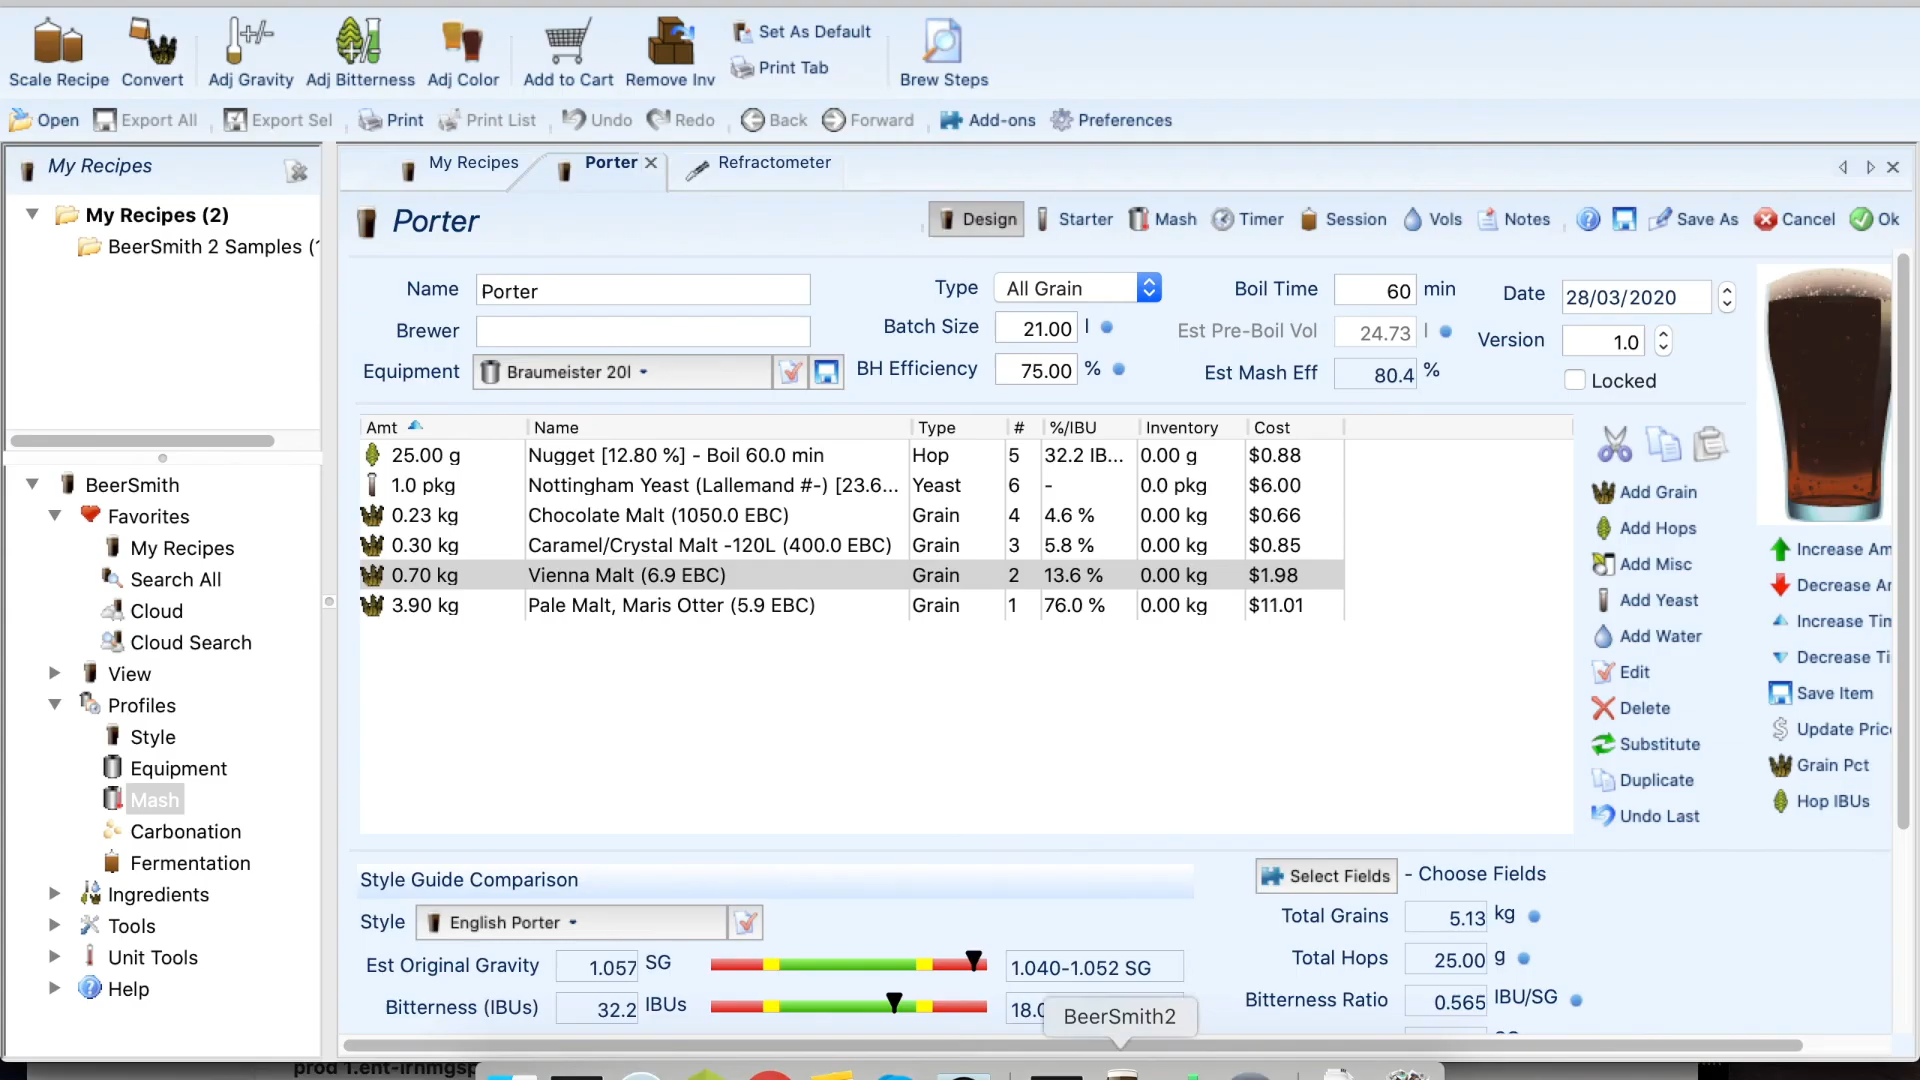 Scale Recipe Convert Adj Gravity Adj Bitterness Adj Color Add to Cart Remove Inv Set As Default Print Tab Brew Steps
Open Export All Export Sel Print Print List Undo Redo Back Forward Add-ons Preferences
My Recipes
My Recipes (2)
BeerSmith 2 Samples (
BeerSmith
Favorites
My Recipes
Search All
Cloud
Cloud Search
View
Profiles
Style
Equipment
Mash
Carbonation
Fermentation
Ingredients
Tools
Unit Tools
Help
My Recipes Porter Refractometer
Porter Design Starter Mash Timer Session Vols Notes Save As Cancel Ok
Name Porter Type All Grain Boil Time 60 min Date 28/03/2020
Brewer Batch Size 21.00 l Est Pre-Boil Vol 24.73 l Version 1.0
Equipment Braumeister 20l BH Efficiency 75.00 % Est Mash Eff 80.4 % Locked
Amt Name Type # %/IBU Inventory Cost
25.00 g Nugget [12.80 %] - Boil 60.0 min Hop 5 32.2 IB... 0.00 g $0.88
1.0 pkg Nottingham Yeast (Lallemand #-) [23.6... Yeast 6 - 0.0 pkg $6.00
0.23 kg Chocolate Malt (1050.0 EBC) Grain 4 4.6 % 0.00 kg $0.66
0.30 kg Caramel/Crystal Malt -120L (400.0 EBC) Grain 3 5.8 % 0.00 kg $0.85
0.70 kg Vienna Malt (6.9 EBC) Grain 2 13.6 % 0.00 kg $1.98
3.90 kg Pale Malt, Maris Otter (5.9 EBC) Grain 1 76.0 % 0.00 kg $11.01
Add Grain
Add Hops
Add Misc
Add Yeast
Add Water
Edit
Delete
Substitute
Duplicate
Undo Last
Increase Am
Decrease Ar
Increase Tim
Decrease Ti
Save Item
Update Pric
Grain Pct
Hop IBUs
Style Guide Comparison
Style English Porter
Est Original Gravity 1.057 SG 1.040-1.052 SG
Bitterness (IBUs) 32.2 IBUs 18.0
Select Fields - Choose Fields
Total Grains 5.13 kg
Total Hops 25.00 g
Bitterness Ratio 0.565 IBU/SG
BeerSmith2